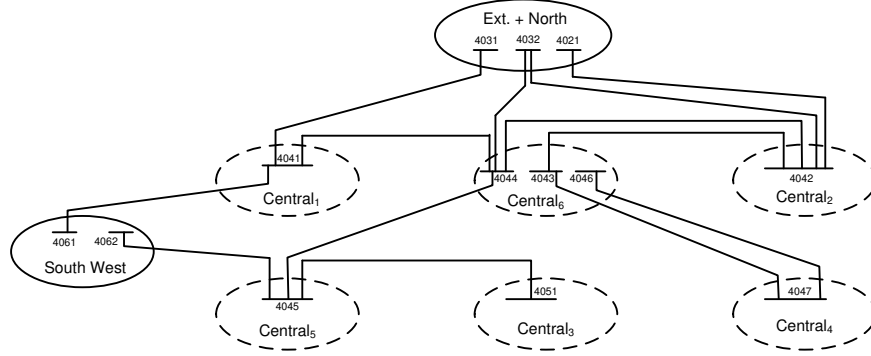 Ext. + North
4031 4032 4021
4041
Central₁
4044 4043 4046
Central₆
4042
Central₂
4061 4062
South West
4045
Central₅
4051
Central₃
4047
Central₄